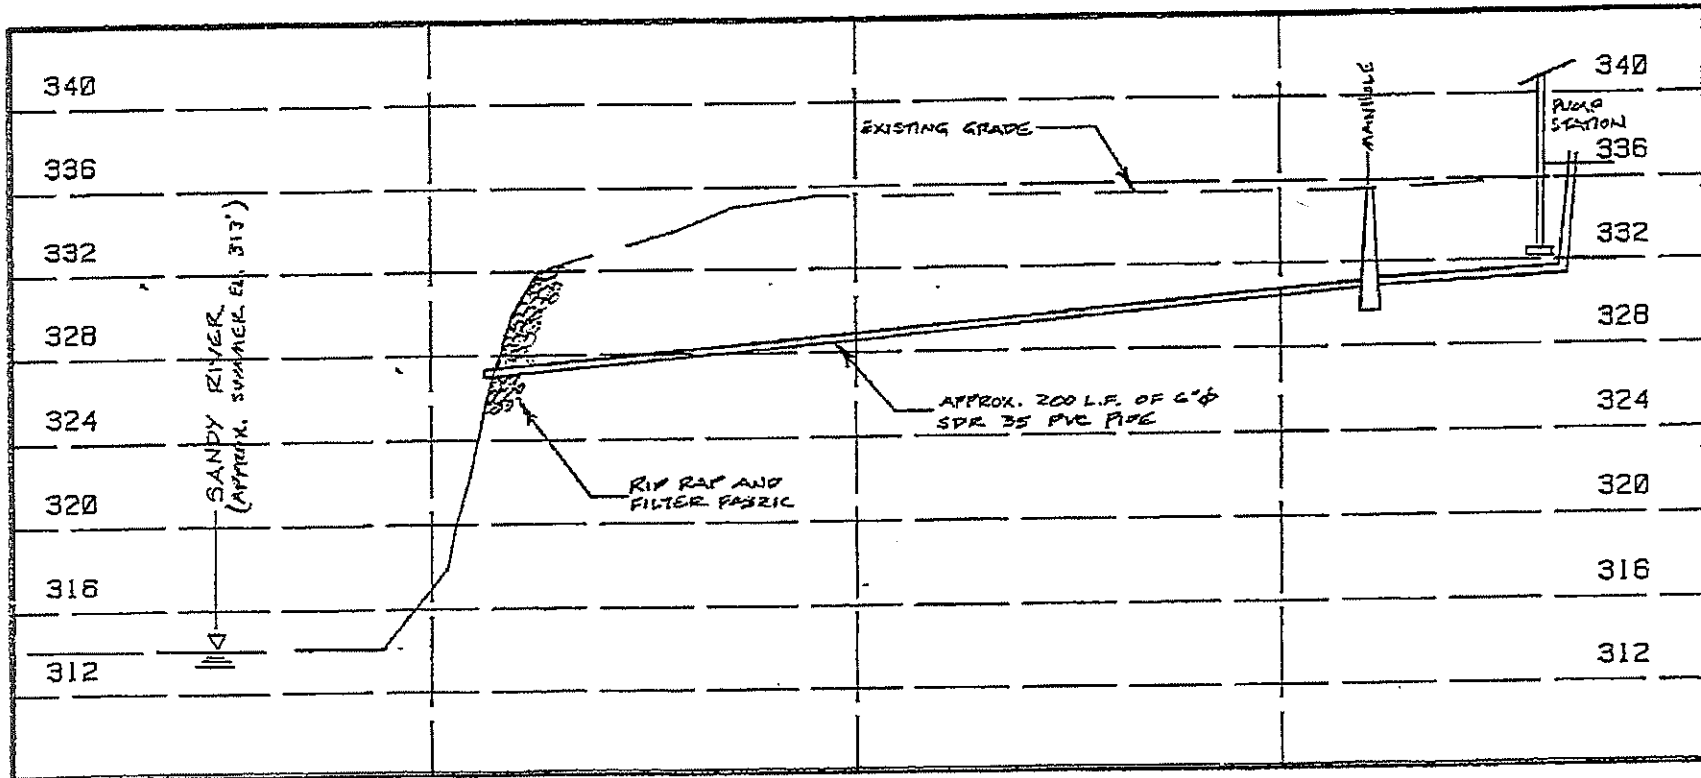 340
336
332
328
324
320
316
312
SANDY RIVER
(APPROX. SUMMER EL. 313')
EXISTING GRADE
MANHOLE
PUMP
STATION
APPROX. 200 L.F. OF 6"Ø
SDR 35 PVC PIPE
RIP RAP AND
FILTER FABRIC
340
336
332
328
324
320
316
312